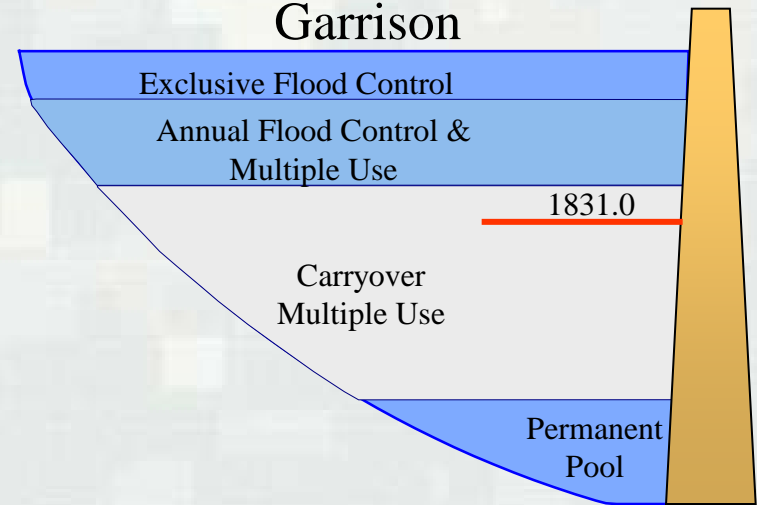 Garrison
Exclusive Flood Control
Annual Flood Control &
Multiple Use
1831.0
Carryover
Multiple Use
Permanent
Pool